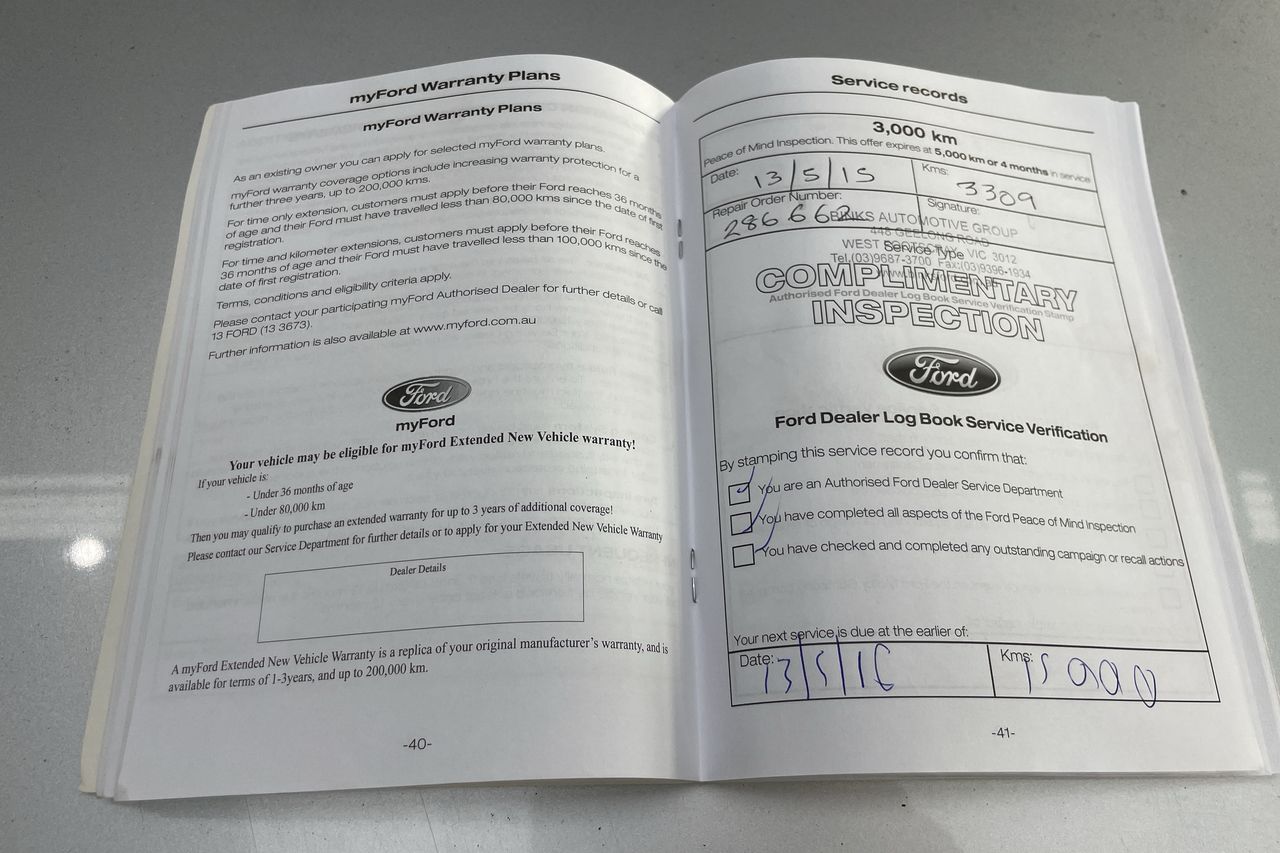 myFord Warranty Plans
myFord Warranty Plans
As an existing owner you can apply for selected myFord warranty plans.
myFord warranty coverage options include increasing warranty protection for a
further three years, up to 200,000 kms.
For time only extension, customers must apply before their Ford reaches 36 months
of age and their Ford must have travelled less than 80,000 kms since the date of first
registration.
For time and kilometer extensions, customers must apply before their Ford reaches
36 months of age and their Ford must have travelled less than 100,000 kms since the
date of first registration.
Terms, conditions and eligibility criteria apply.
Please contact your participating myFord Authorised Dealer for further details or call
13 FORD (13 3673).
Further information is also available at www.myford.com.au
Ford
myFord
Your vehicle may be eligible for myFord Extended New Vehicle warranty!
If your vehicle is:
- Under 36 months of age
- Under 80,000 km
Then you may qualify to purchase an extended warranty for up to 3 years of additional coverage!
Please contact our Service Department for further details or to apply for your Extended New Vehicle Warranty
Dealer Details
A myFord Extended New Vehicle Warranty is a replica of your original manufacturer's warranty, and is
available for terms of 1-3years, and up to 200,000 km.
-40-
Service records
3,000 km
Peace of Mind Inspection. This offer expires at 5,000 km or 4 months in service
Date: 13/5/15
Kms: 3309
Repair Order Number: 28666
Signature:
BINKS AUTOMOTIVE GROUP
448 GEELONG ROAD
WEST FOOTSCRAY, VIC 3012
Service Type
Tel.(03)9687-3700 Fax:(03)9396-1934
COMPLIMENTARY
Authorised Ford Dealer Log Book Service Verification Stamp
INSPECTION
Ford
Ford Dealer Log Book Service Verification
By stamping this service record you confirm that:
You are an Authorised Ford Dealer Service Department
You have completed all aspects of the Ford Peace of Mind Inspection
You have checked and completed any outstanding campaign or recall actions
Your next service is due at the earlier of:
Date: 13/5/16
Kms: 15000
-41-